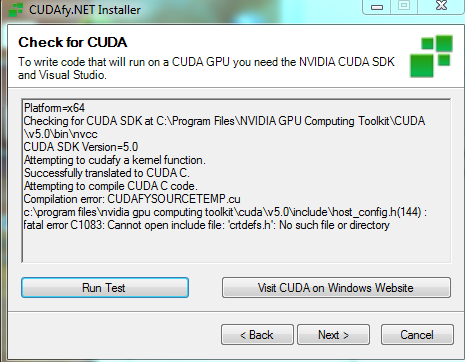 CUDAfy.NET Installer
Check for CUDA
To write code that will run on a CUDA GPU you need the NVIDIA CUDA SDK
and Visual Studio.
Platform=x64
Checking for CUDA SDK at C:\Program Files\NVIDIA GPU Computing Toolkit\CUDA
\v5.0\bin\nvcc
CUDA SDK Version=5.0
Attempting to cudafy a kernel function.
Successfully translated to CUDA C.
Attempting to compile CUDA C code.
Compilation error: CUDAFYSOURCETEMP.cu
c:\program files\nvidia gpu computing toolkit\cuda\v5.0\include\host_config.h(144) :
fatal error C1083: Cannot open include file: 'crtdefs.h': No such file or directory
Run Test
Visit CUDA on Windows Website
< Back
Next >
Cancel